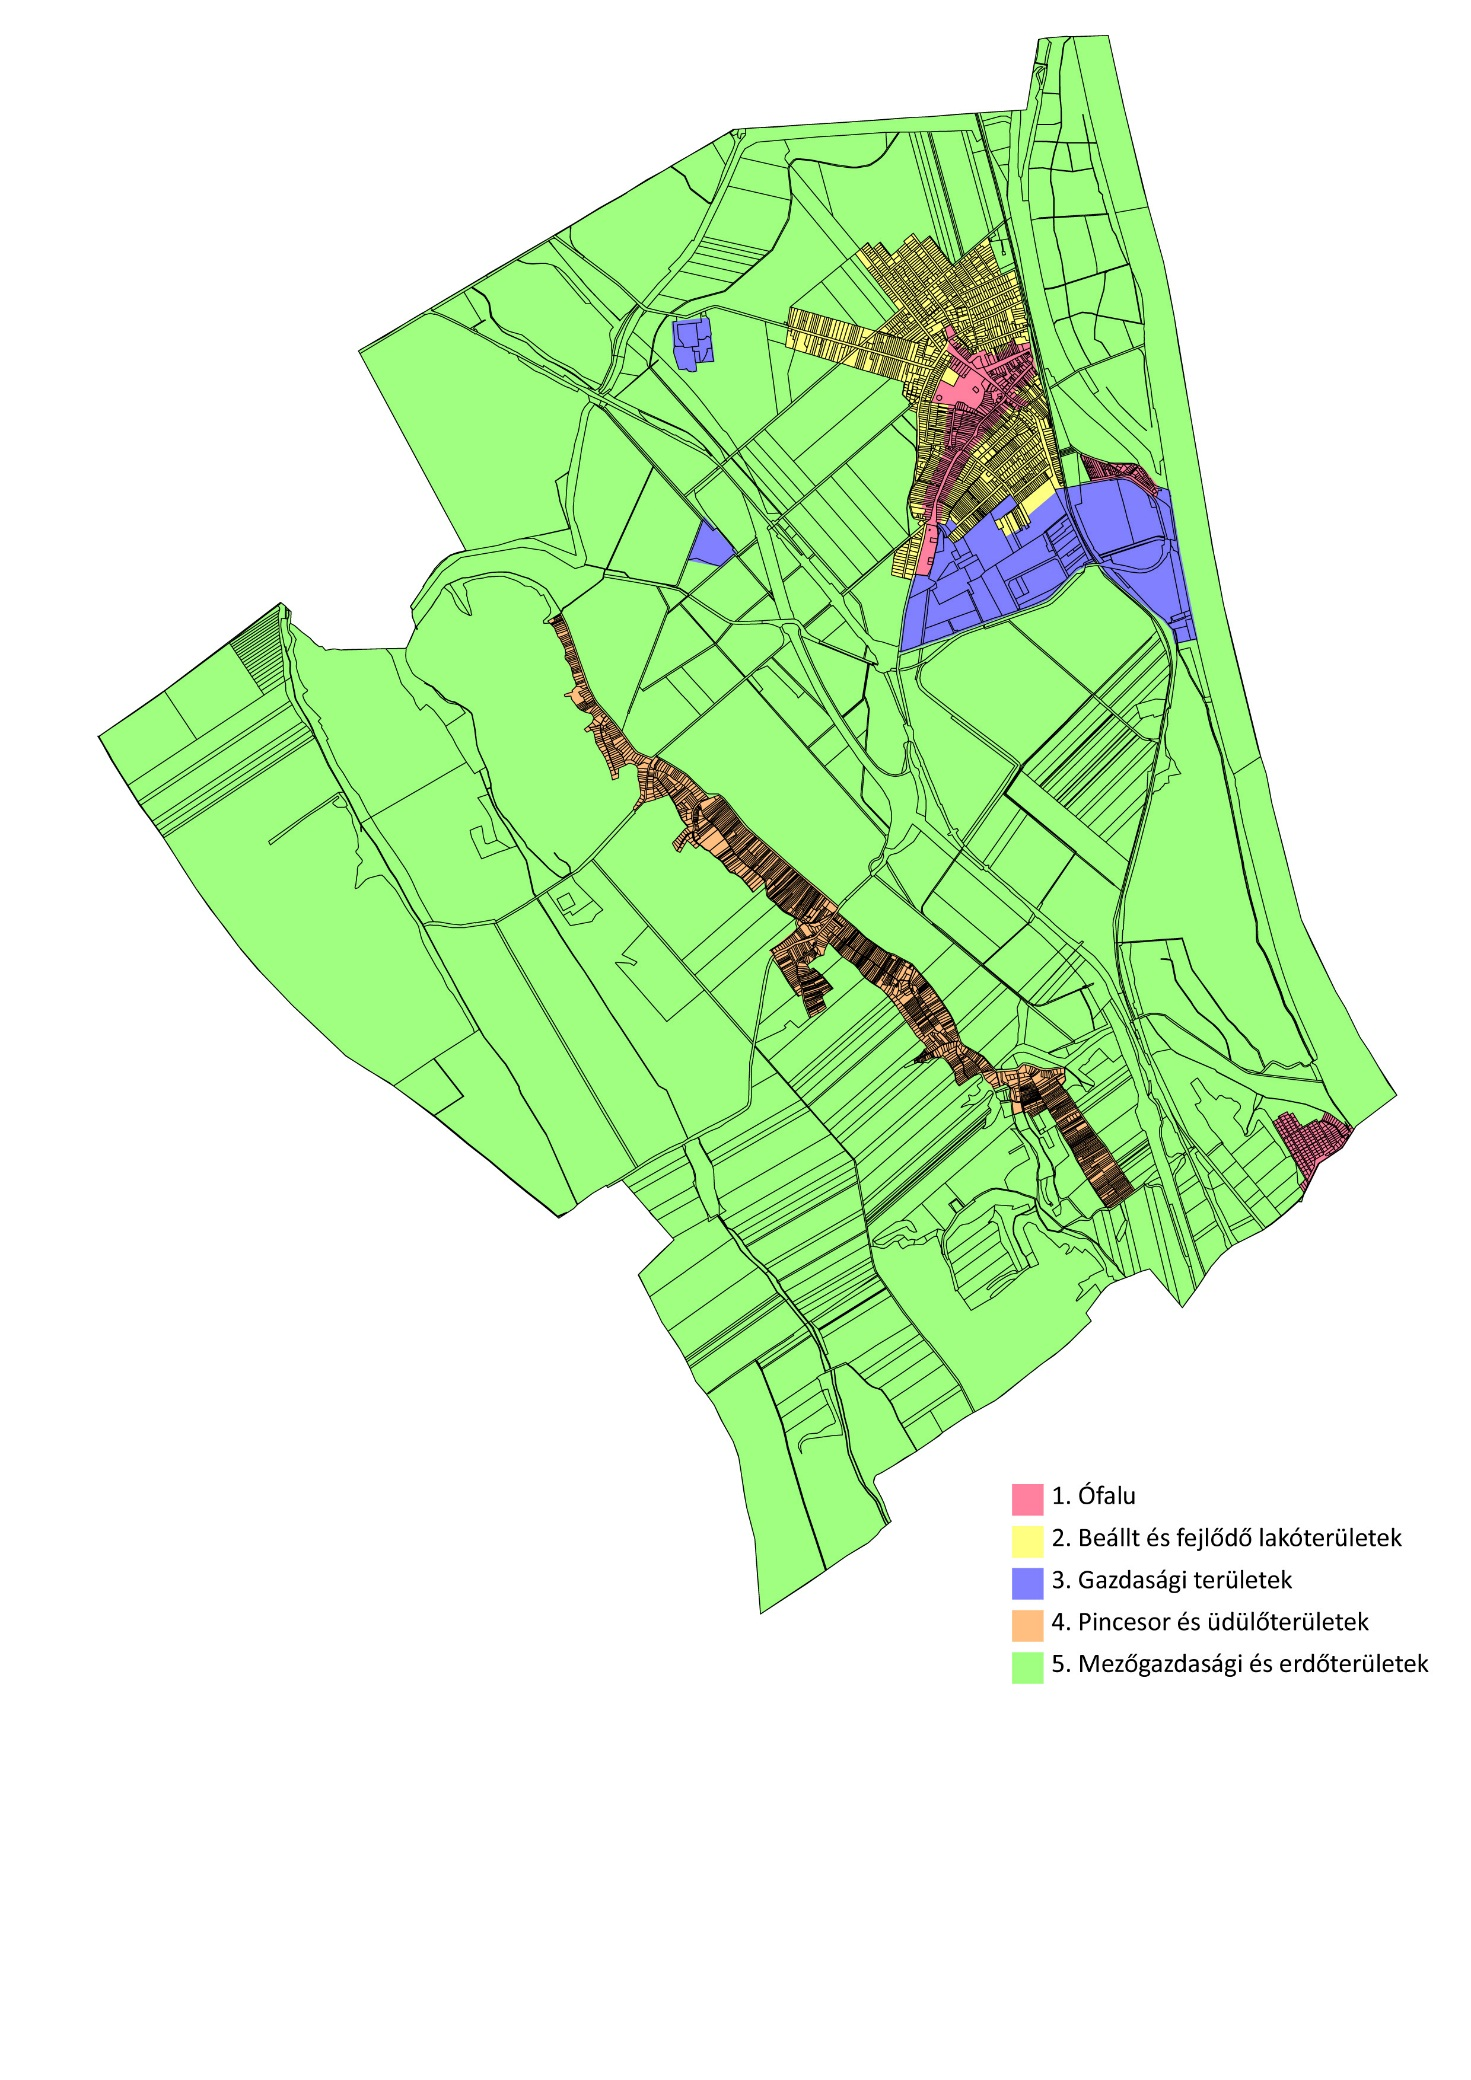 1. Ófalu
2. Beállt és fejlődő lakóterületek
3. Gazdasági területek
4. Pincesor és üdülőterületek
5. Mezőgazdasági és erdőterületek